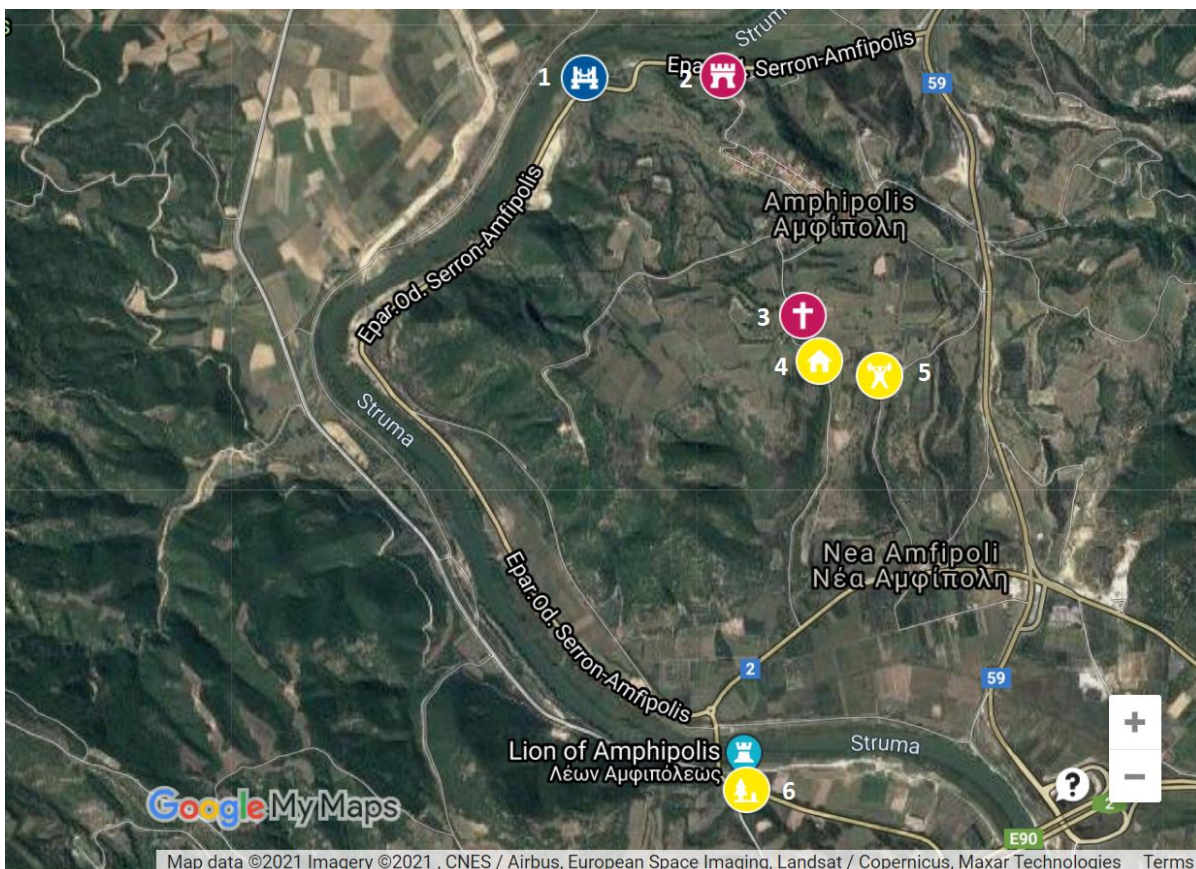 s
Strum
1
2
Epar.Od. Serron-Amfipolis
59
Epar.Od. Serron-Amfipolis
Amphipolis
Αμφίπολη
3
4
5
Struma
Nea Amfipoli
Νέα Αμφίπολη
Epar.Od. Serron-Amfipolis
2
59
+
Lion of Amphipolis
Λέων Αμφιπόλεως
Struma
−
6
?
2
Google My Maps
E90
Map data ©2021 Imagery ©2021 , CNES / Airbus, European Space Imaging, Landsat / Copernicus, Maxar Technologies
Terms